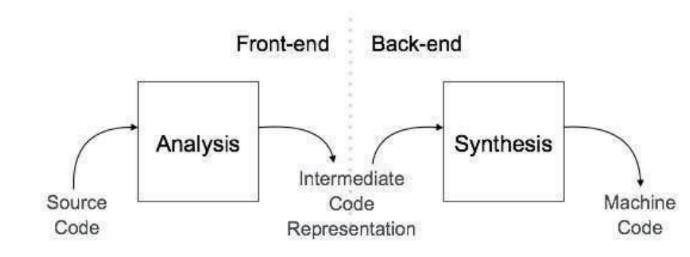 Front-end
Back-end
Analysis
Synthesis
Source
Code
Intermediate
Code
Representation
Machine
Code